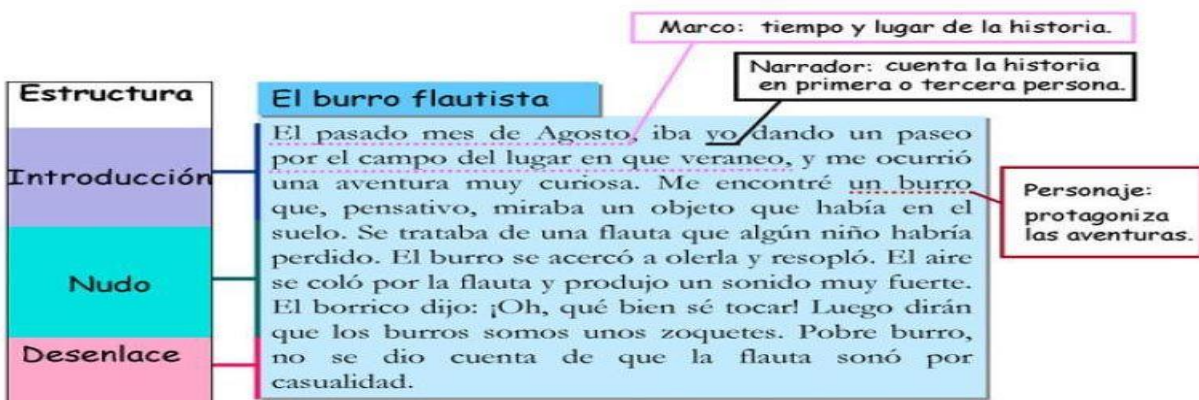 Marco: tiempo y lugar de la historia.
Narrador: cuenta la historia
en primera o tercera persona.
Estructura
El burro flautista
El pasado mes de Agosto, iba yo dando un paseo
por el campo del lugar en que veraneo, y me ocurrió
una aventura muy curiosa. Me encontré un burro
que, pensativo, miraba un objeto que había en el
suelo. Se trataba de una flauta que algún niño habría
perdido. El burro se acercó a olerla y resopló. El aire
se coló por la flauta y produjo un sonido muy fuerte.
El borrico dijo: ¡Oh, qué bien sé tocar! Luego dirán
que los burros somos unos zoquetes. Pobre burro,
no se dio cuenta de que la flauta sonó por
casualidad.
Introducción
Nudo
Desenlace
Personaje:
protagoniza
las aventuras.